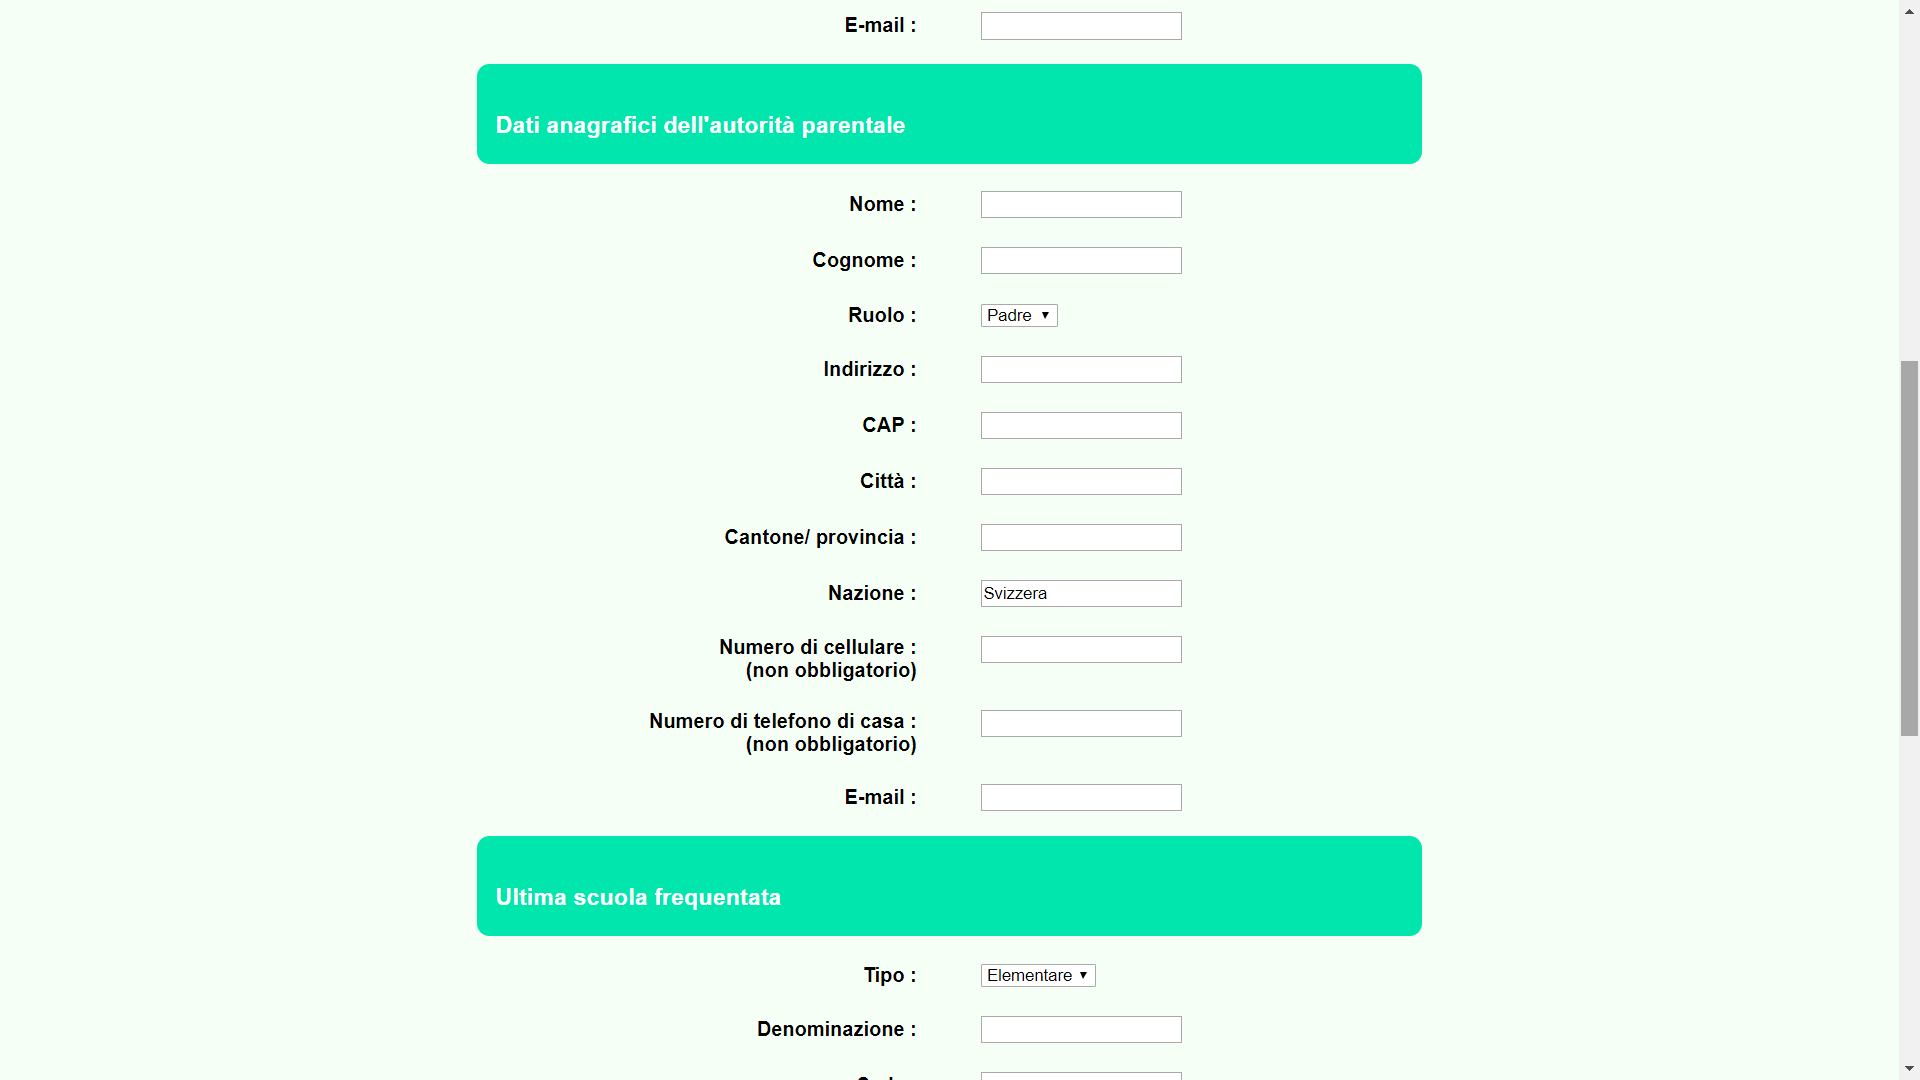 E-mail :
Dati anagrafici dell'autorità parentale
Nome :
Cognome :
Ruolo : Padre
Indirizzo :
CAP :
Città :
Cantone/ provincia :
Nazione : Svizzera
Numero di cellulare :
(non obbligatorio)
Numero di telefono di casa :
(non obbligatorio)
E-mail :
Ultima scuola frequentata
Tipo : Elementare
Denominazione :